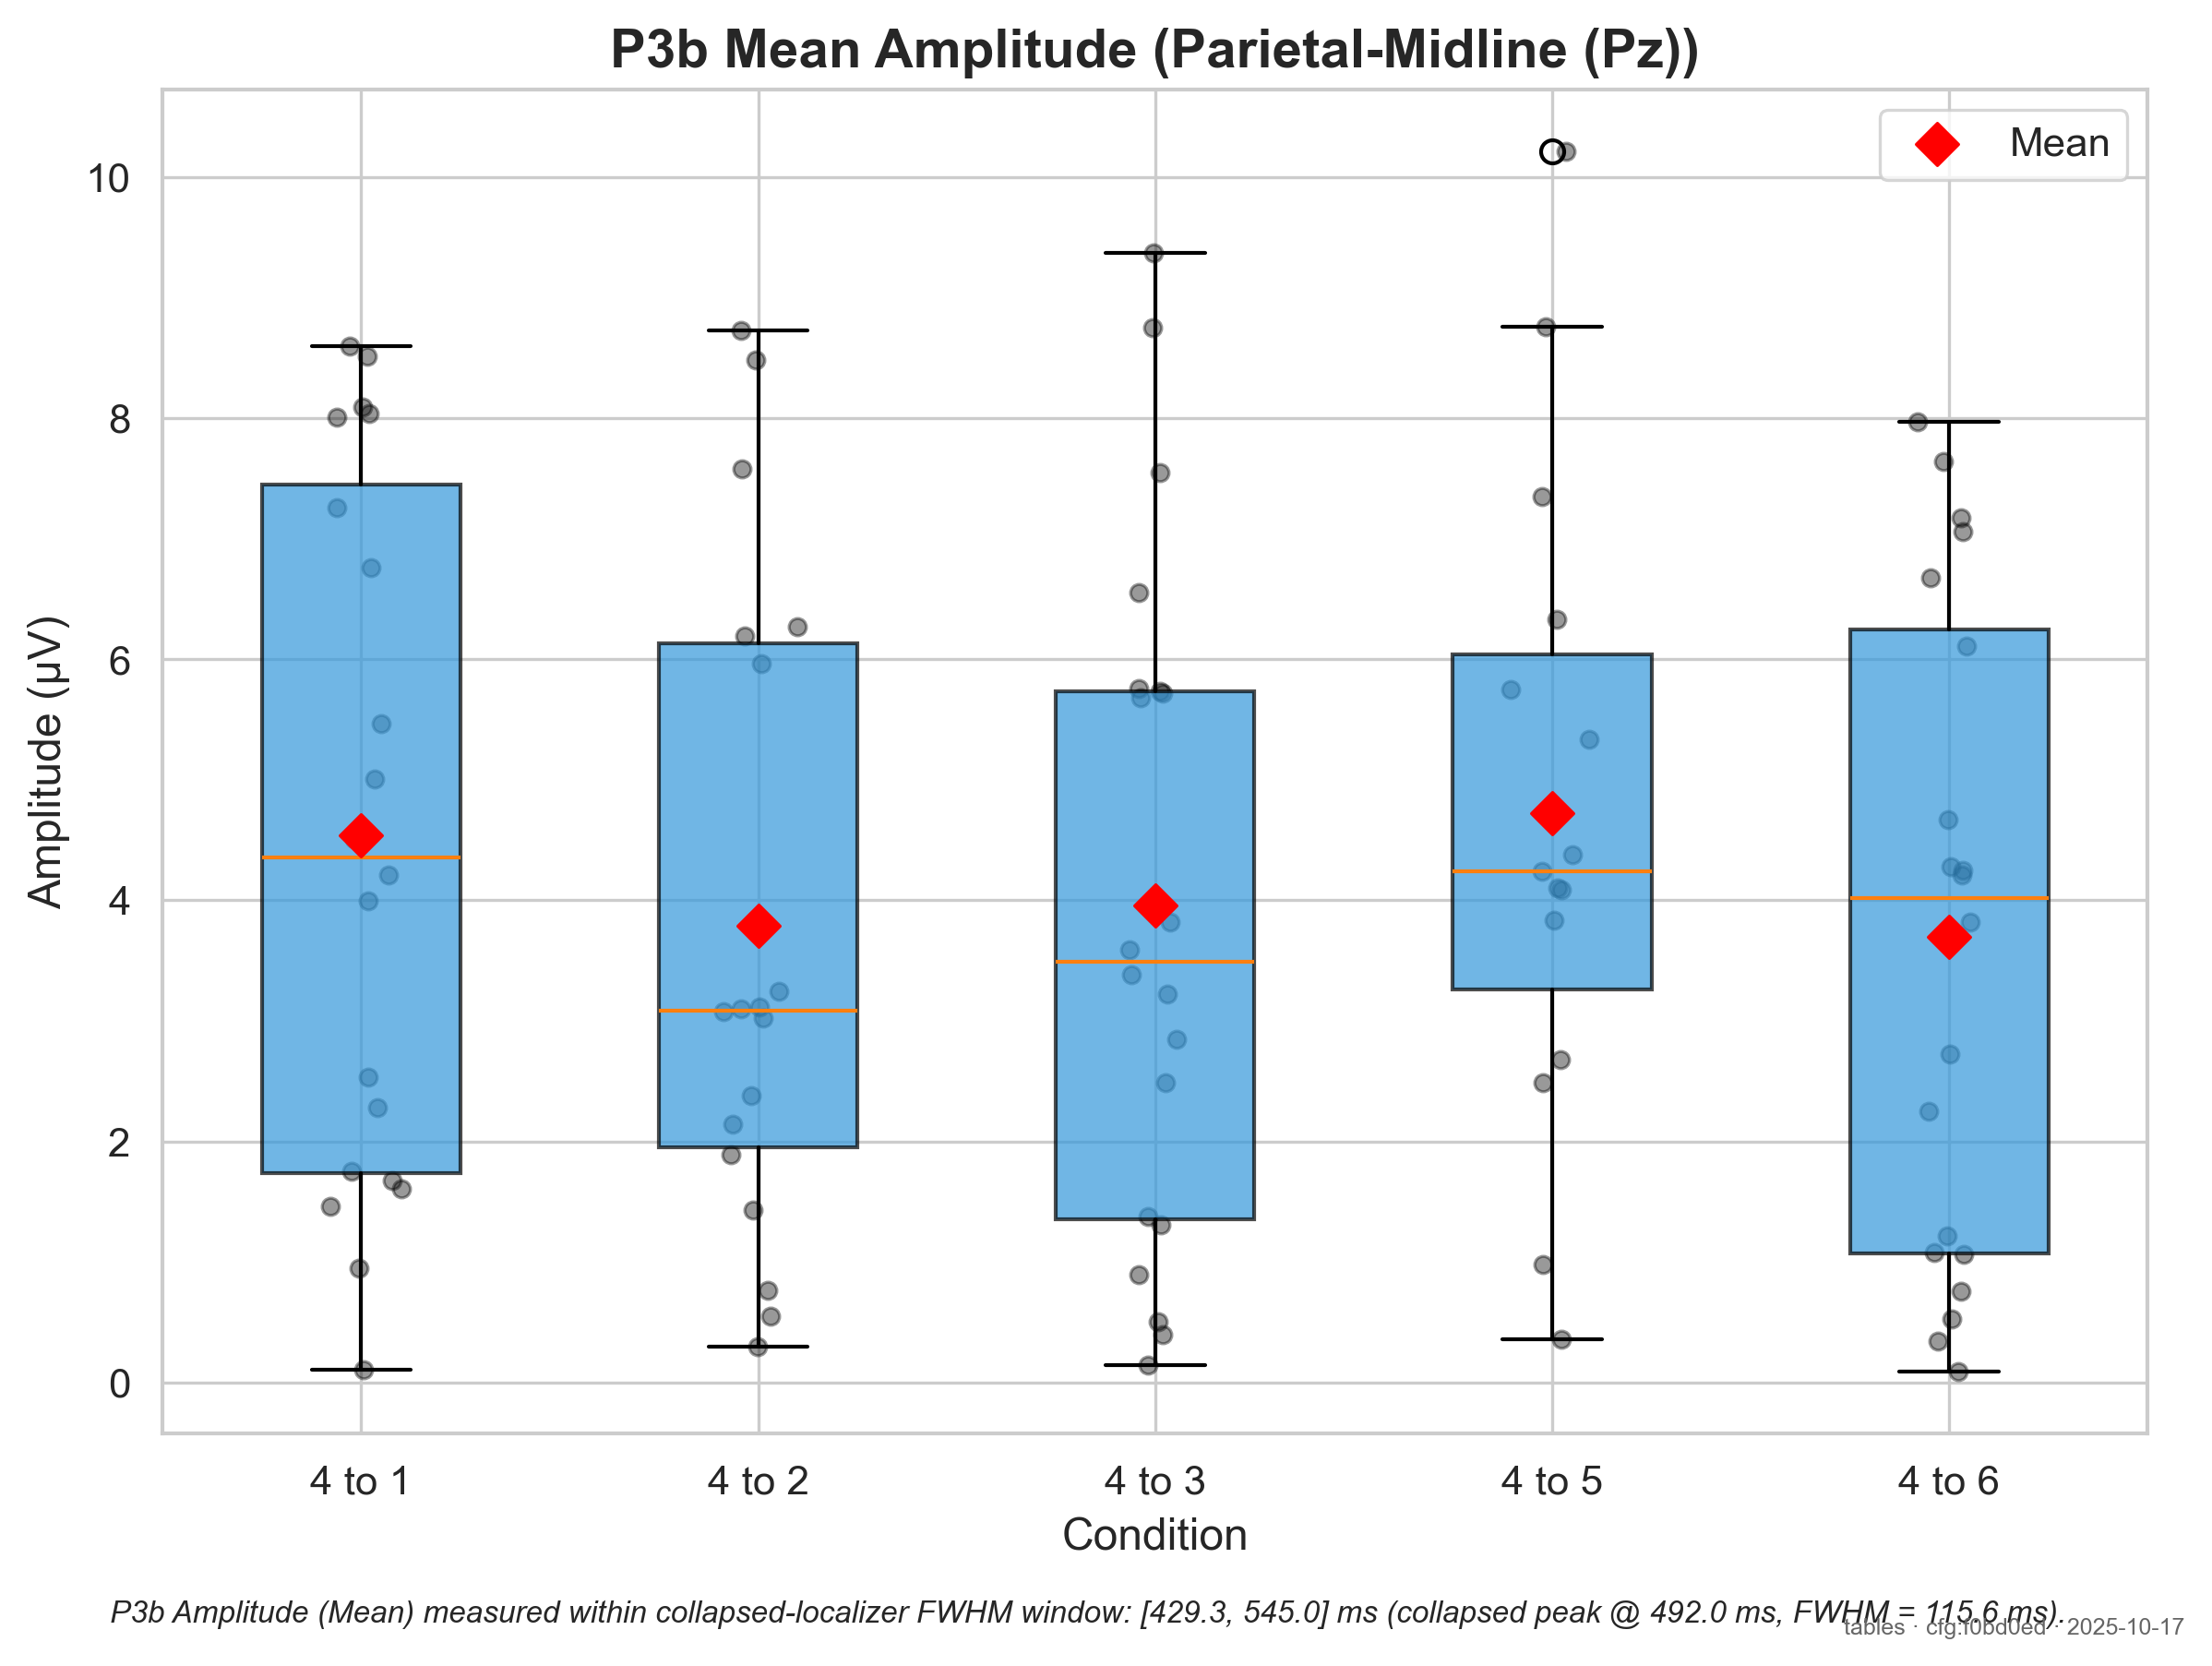 P3b Mean Amplitude (Parietal-Midline (Pz))
Mean
10
8
6
4
2
0
Amplitude (µV)
4 to 1
4 to 2
4 to 3
4 to 5
4 to 6
Condition
P3b Amplitude (Mean) measured within collapsed-localizer FWHM window: [429.3, 545.0] ms (collapsed peak @ 492.0 ms, FWHM = 115.6 ms).
tables · cfg:f0bd0ed · 2025-10-17